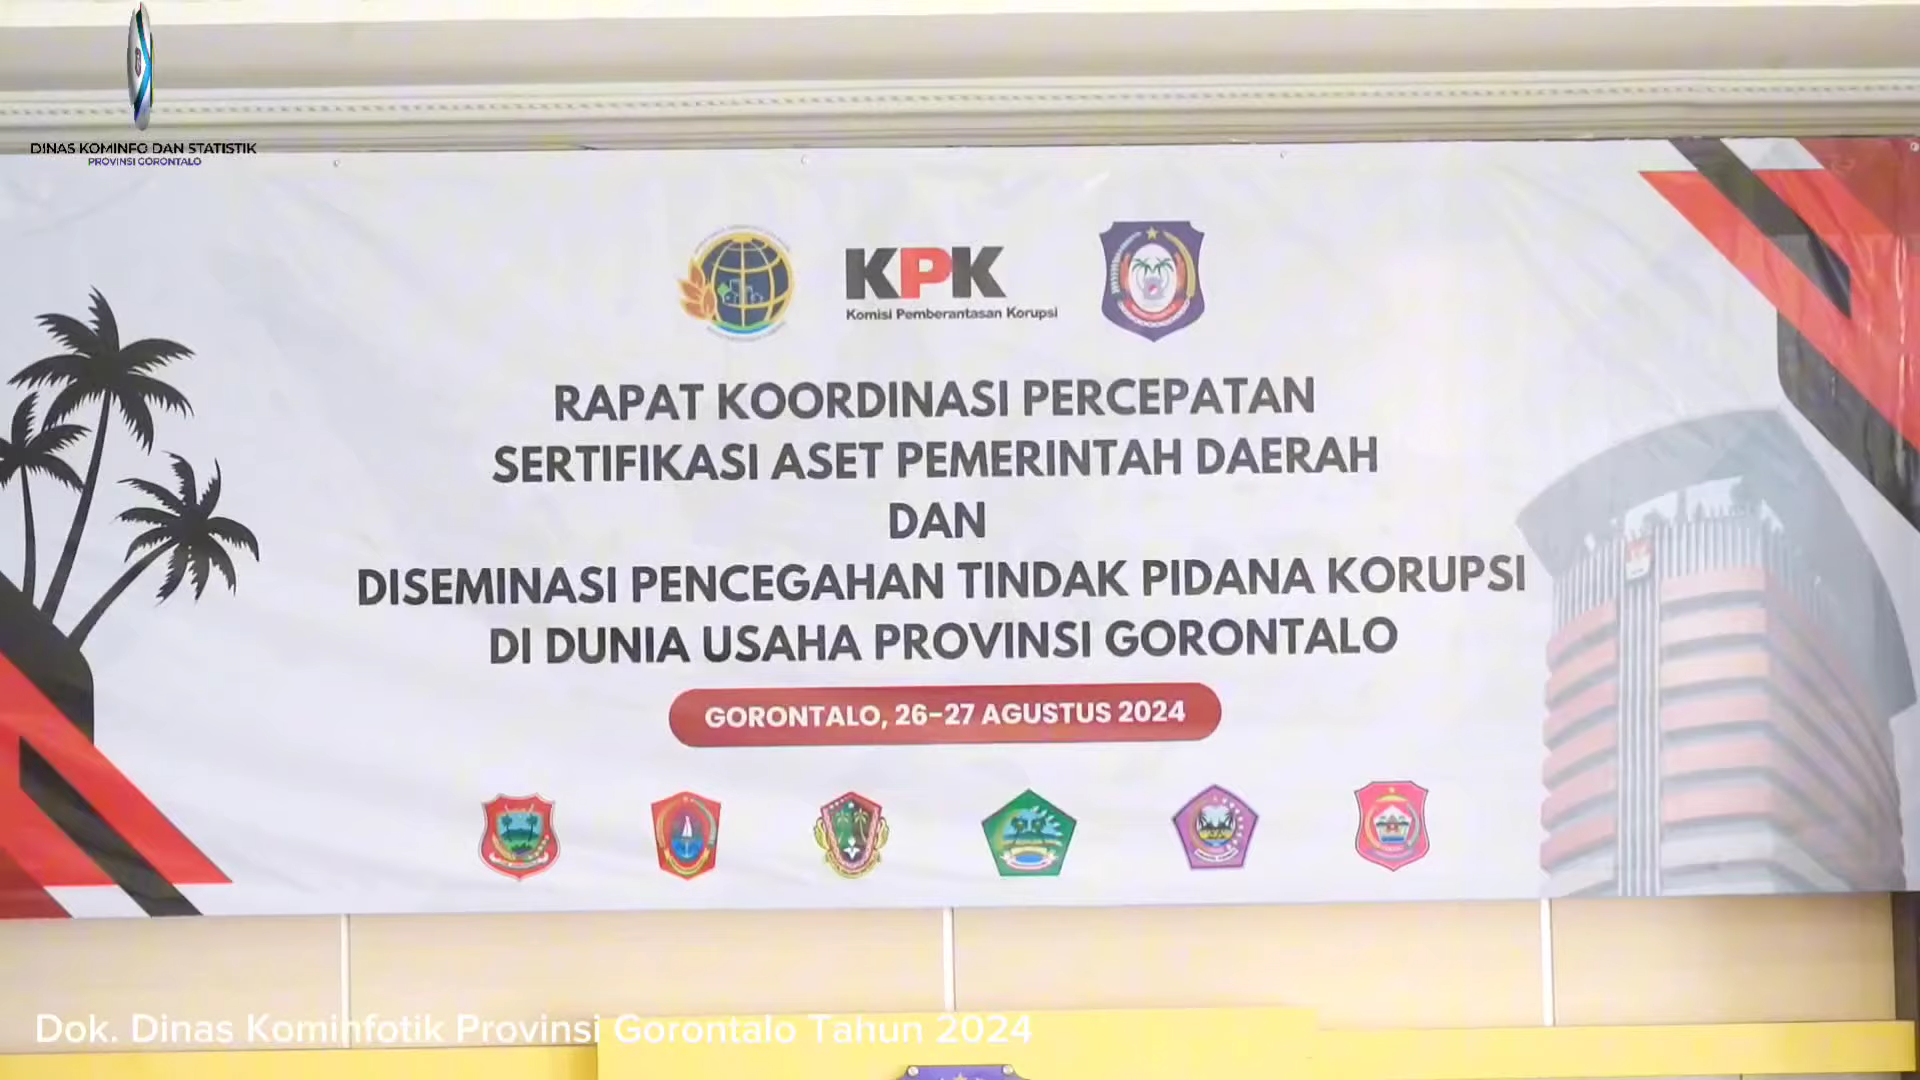 DINAS KOMINFO DAN STATISTIK
PROVINSI GORONTALO
KPK
Komisi Pemberantasan Korupsi
RAPAT KOORDINASI PERCEPATAN
SERTIFIKASI ASET PEMERINTAH DAERAH
DAN
DISEMINASI PENCEGAHAN TINDAK PIDANA KORUPSI
DI DUNIA USAHA PROVINSI GORONTALO
GORONTALO, 26-27 AGUSTUS 2024
Dok. Dinas Kominfotik Provinsi Gorontalo Tahun 2024